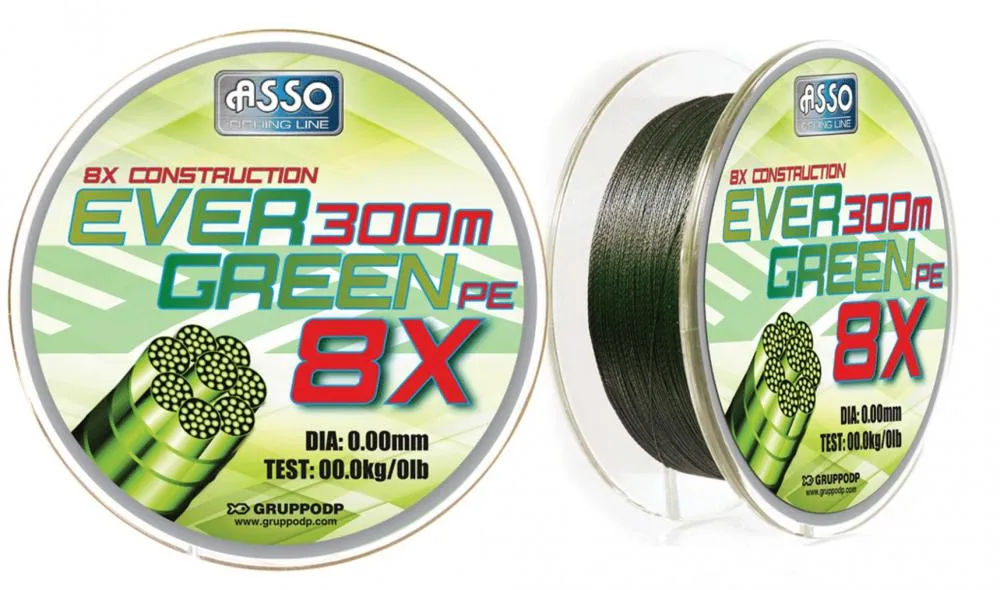 ASSO
FISHING LINE
8X CONSTRUCTION
EVER 300m
GREEN PE
8X
DIA: 0.00mm
TEST: 00.0kg/0lb
GRUPPODP
www.gruppodp.com
ASSO
FISHING LINE
8X CONSTRUCTION
EVER 300m
GREEN PE
8X
DIA: 0.00mm
TEST: 00.0kg/0lb
GRUPPODP
www.gruppodp.com